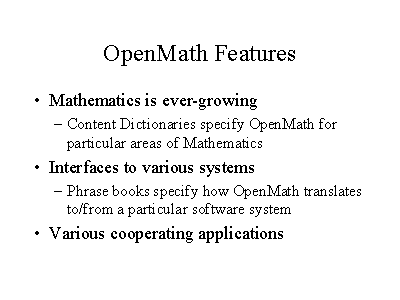 OpenMath Features
• Mathematics is ever-growing
– Content Dictionaries specify OpenMath for
particular areas of Mathematics
• Interfaces to various systems
– Phrase books specify how OpenMath translates
to/from a particular software system
• Various cooperating applications